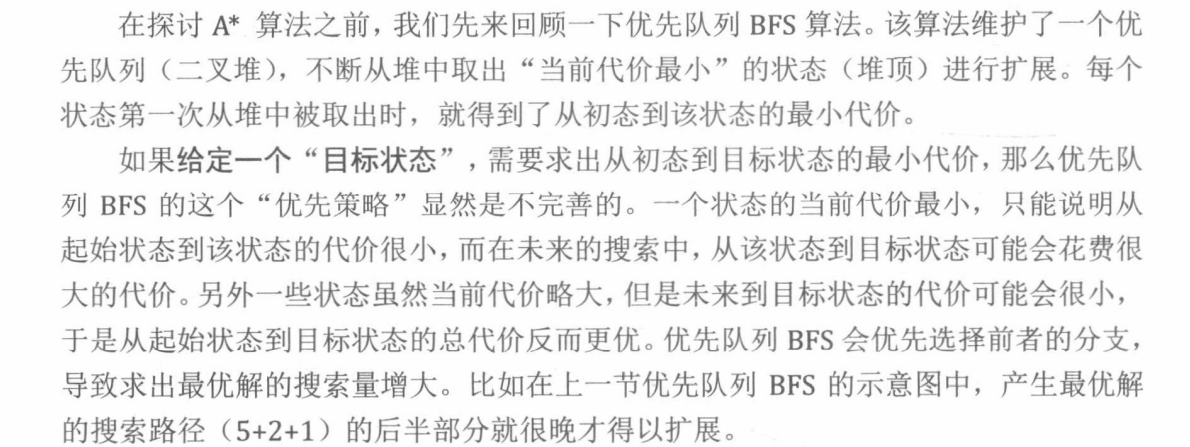 在探讨 A* 算法之前，我们先来回顾一下优先队列 BFS 算法。该算法维护了一个优
先队列（二叉堆），不断从堆中取出“当前代价最小”的状态（堆顶）进行扩展。每个
状态第一次从堆中被取出时，就得到了从初态到该状态的最小代价。
如果给定一个“目标状态”，需要求出从初态到目标状态的最小代价，那么优先队
列 BFS 的这个“优先策略”显然是不完善的。一个状态的当前代价最小，只能说明从
起始状态到该状态的代价很小，而在未来的搜索中，从该状态到目标状态可能会花费很
大的代价。另外一些状态虽然当前代价略大，但是未来到目标状态的代价可能会很小，
于是从起始状态到目标状态的总代价反而更优。优先队列 BFS 会优先选择前者的分支，
导致求出最优解的搜索量增大。比如在上一节优先队列 BFS 的示意图中，产生最优解
的搜索路径（5+2+1）的后半部分就很晚才得以扩展。